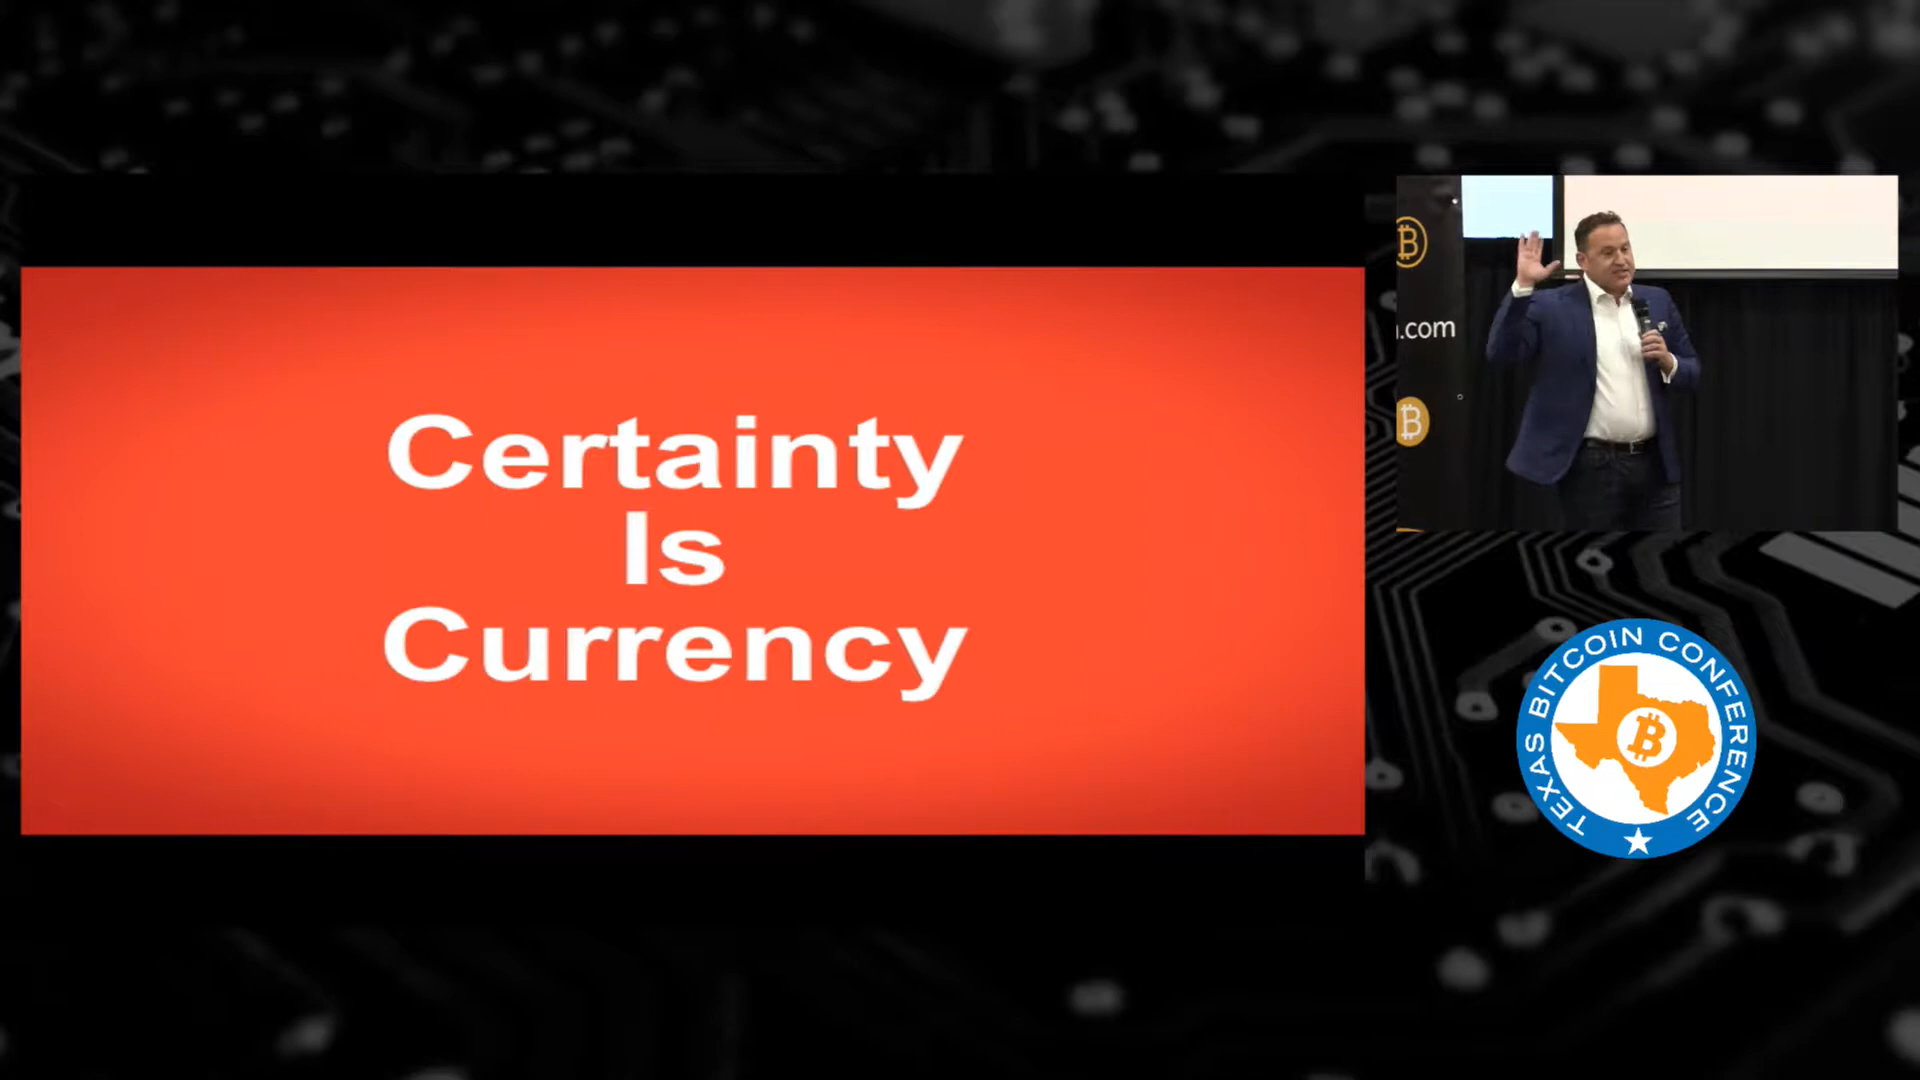 Certainty
Is
Currency
.com
TEXAS BITCOIN CONFERENCE